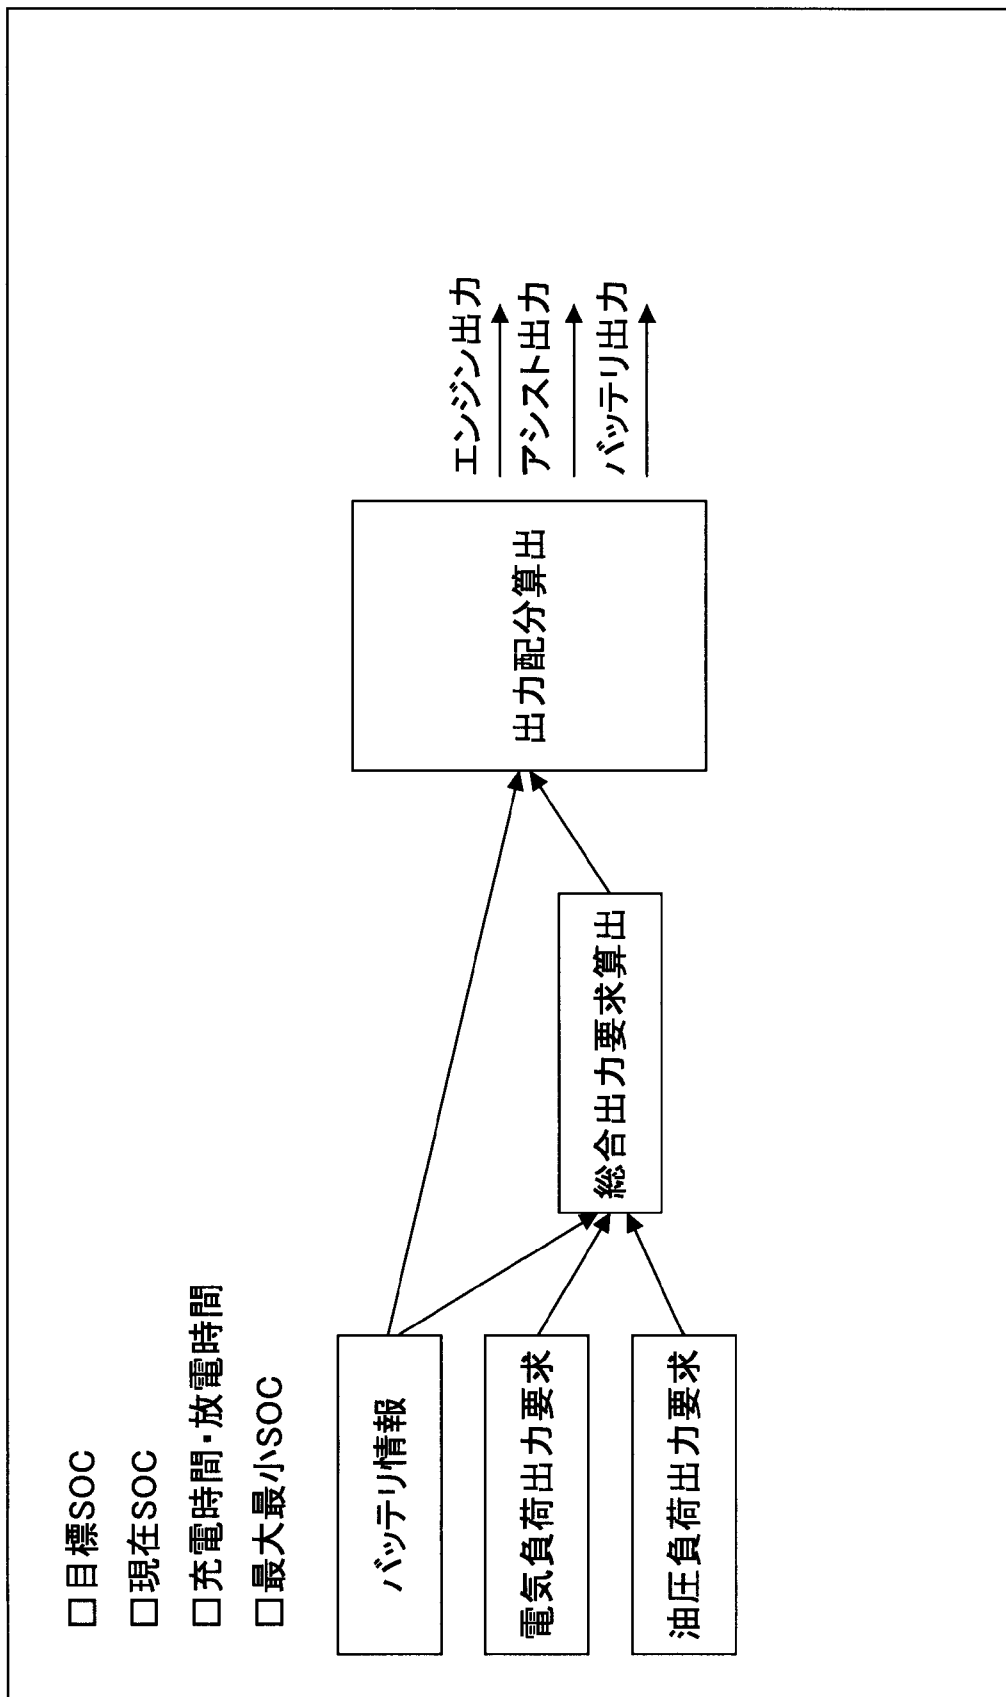 □目標SOC
□現在SOC
□充電時間・放電時間
□最大最小SOC
バッテリ情報
電気負荷出力要求
油圧負荷出力要求
総合出力要求算出
出力配分算出
エンジン出力
アシスト出力
バッテリ出力